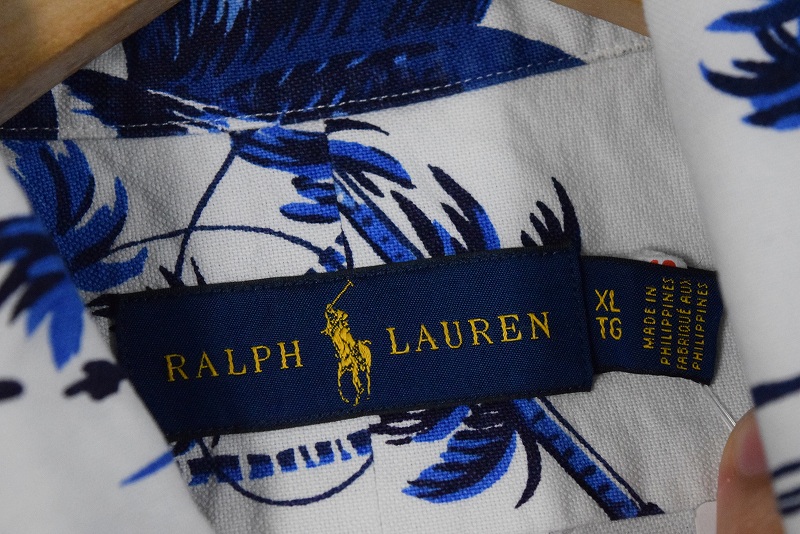 RALPH LAUREN
XL
TG
MADE IN
PHILIPPINES
FABRIQUÉ AUX
PHILIPPINES